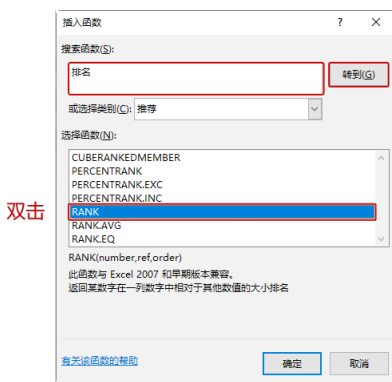 插入函数 ? ×
搜索函数(S):
排名 转到(G)
或选择类别(C): 推荐
选择函数(N):
CUBERANKEDMEMBER
PERCENTRANK
PERCENTRANK.EXC
PERCENTRANK.INC
双击 RANK
RANK.AVG
RANK.EQ
RANK(number,ref,order)
此函数与 Excel 2007 和早期版本兼容。
返回某数字在一列数字中相对于其他数值的大小排名
有关该函数的帮助 确定 取消